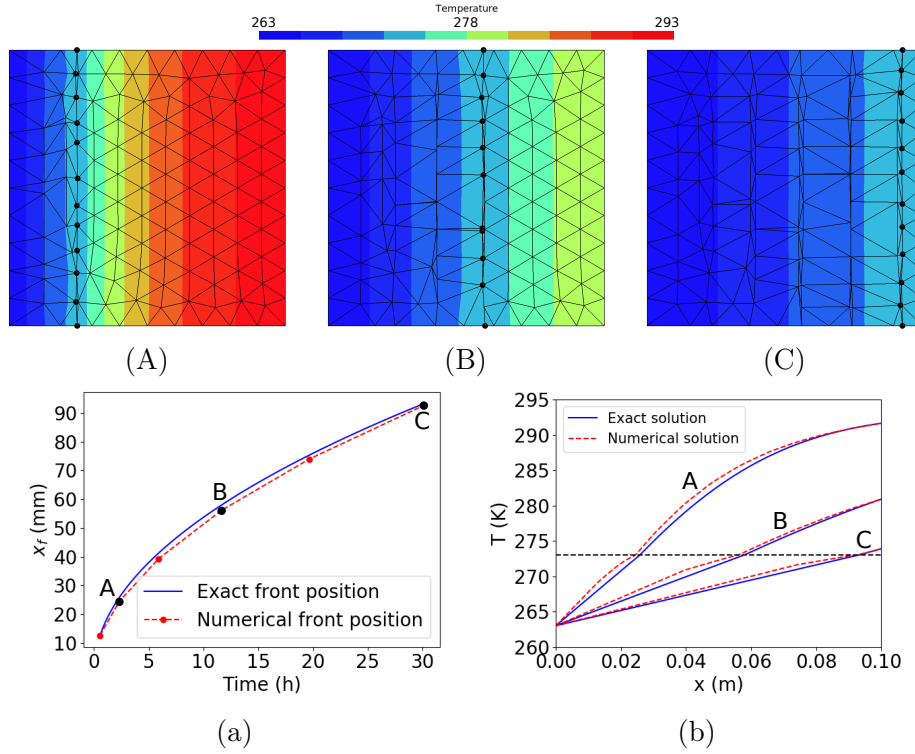 Temperature
263 278 293
(A) (B) (C)
90
80
70
60
50
40
30
20
10
x_f (mm)
A
B
C
Exact front position
Numerical front position
0 5 10 15 20 25 30
Time (h)
(a)
295
290
285
280
275
270
265
260
T (K)
Exact solution
Numerical solution
A
B
C
0.00 0.02 0.04 0.06 0.08 0.10
x (m)
(b)